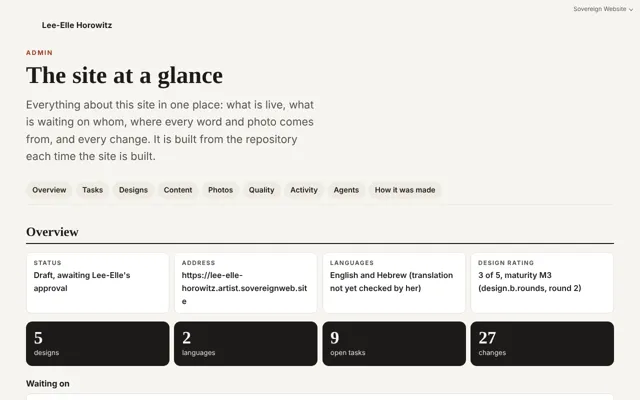 Sovereign Website
Lee-Elle Horowitz
ADMIN
The site at a glance
Everything about this site in one place: what is live, what
is waiting on whom, where every word and photo comes
from, and every change. It is built from the repository
each time the site is built.
Overview
Tasks
Designs
Content
Photos
Quality
Activity
Agents
How it was made
Overview
STATUS
Draft, awaiting Lee-Elle's
approval
ADDRESS
https://lee-elle-
horowitz.artist.sovereignweb.sit
e
LANGUAGES
English and Hebrew (translation
not yet checked by her)
DESIGN RATING
3 of 5, maturity M3
(design.b.rounds, round 2)
5
designs
2
languages
9
open tasks
27
changes
Waiting on